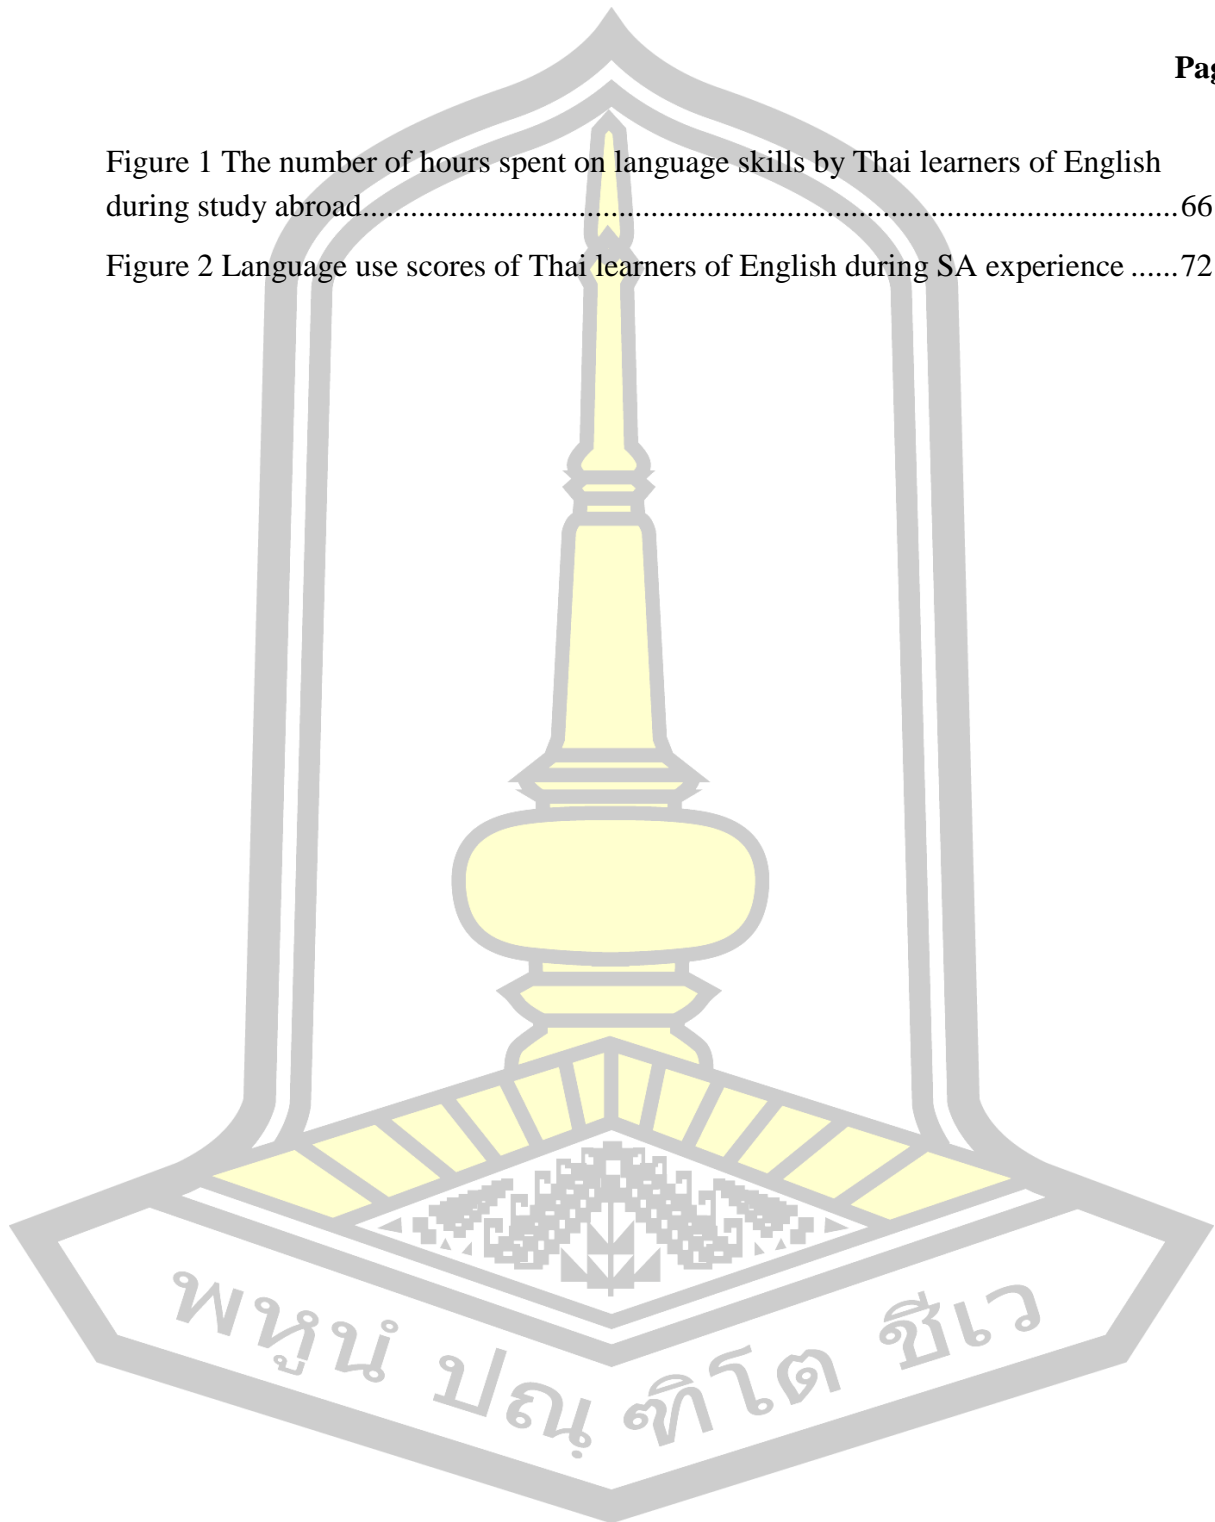 Pag
Figure 1 The number of hours spent on language skills by Thai learners of English
during study abroad.......................................................................................................66
Figure 2 Language use scores of Thai learners of English during SA experience ......72
พหูนํ ปณฺ ฑิโต ชีเว